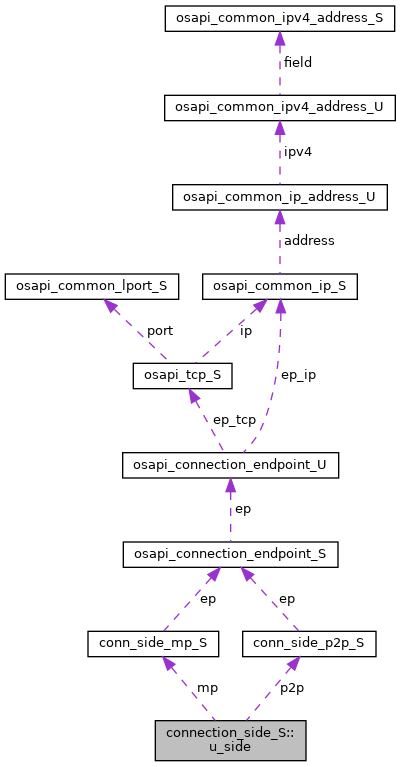 osapi_common_ipv4_address_S
field
osapi_common_ipv4_address_U
ipv4
osapi_common_ip_address_U
address
osapi_common_lport_S
osapi_common_ip_S
port
ip
osapi_tcp_S
ep_ip
ep_tcp
osapi_connection_endpoint_U
ep
osapi_connection_endpoint_S
ep
ep
conn_side_mp_S
conn_side_p2p_S
mp
p2p
connection_side_S::
u_side